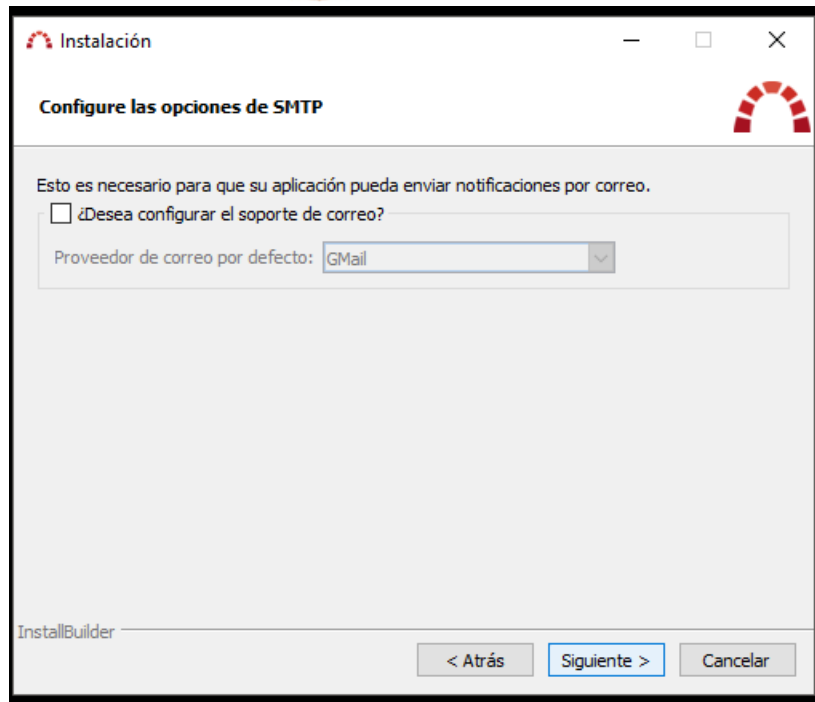 Instalación
Configure las opciones de SMTP
Esto es necesario para que su aplicación pueda enviar notificaciones por correo.
¿Desea configurar el soporte de correo?
Proveedor de correo por defecto: GMail
InstallBuilder
< Atrás Siguiente > Cancelar